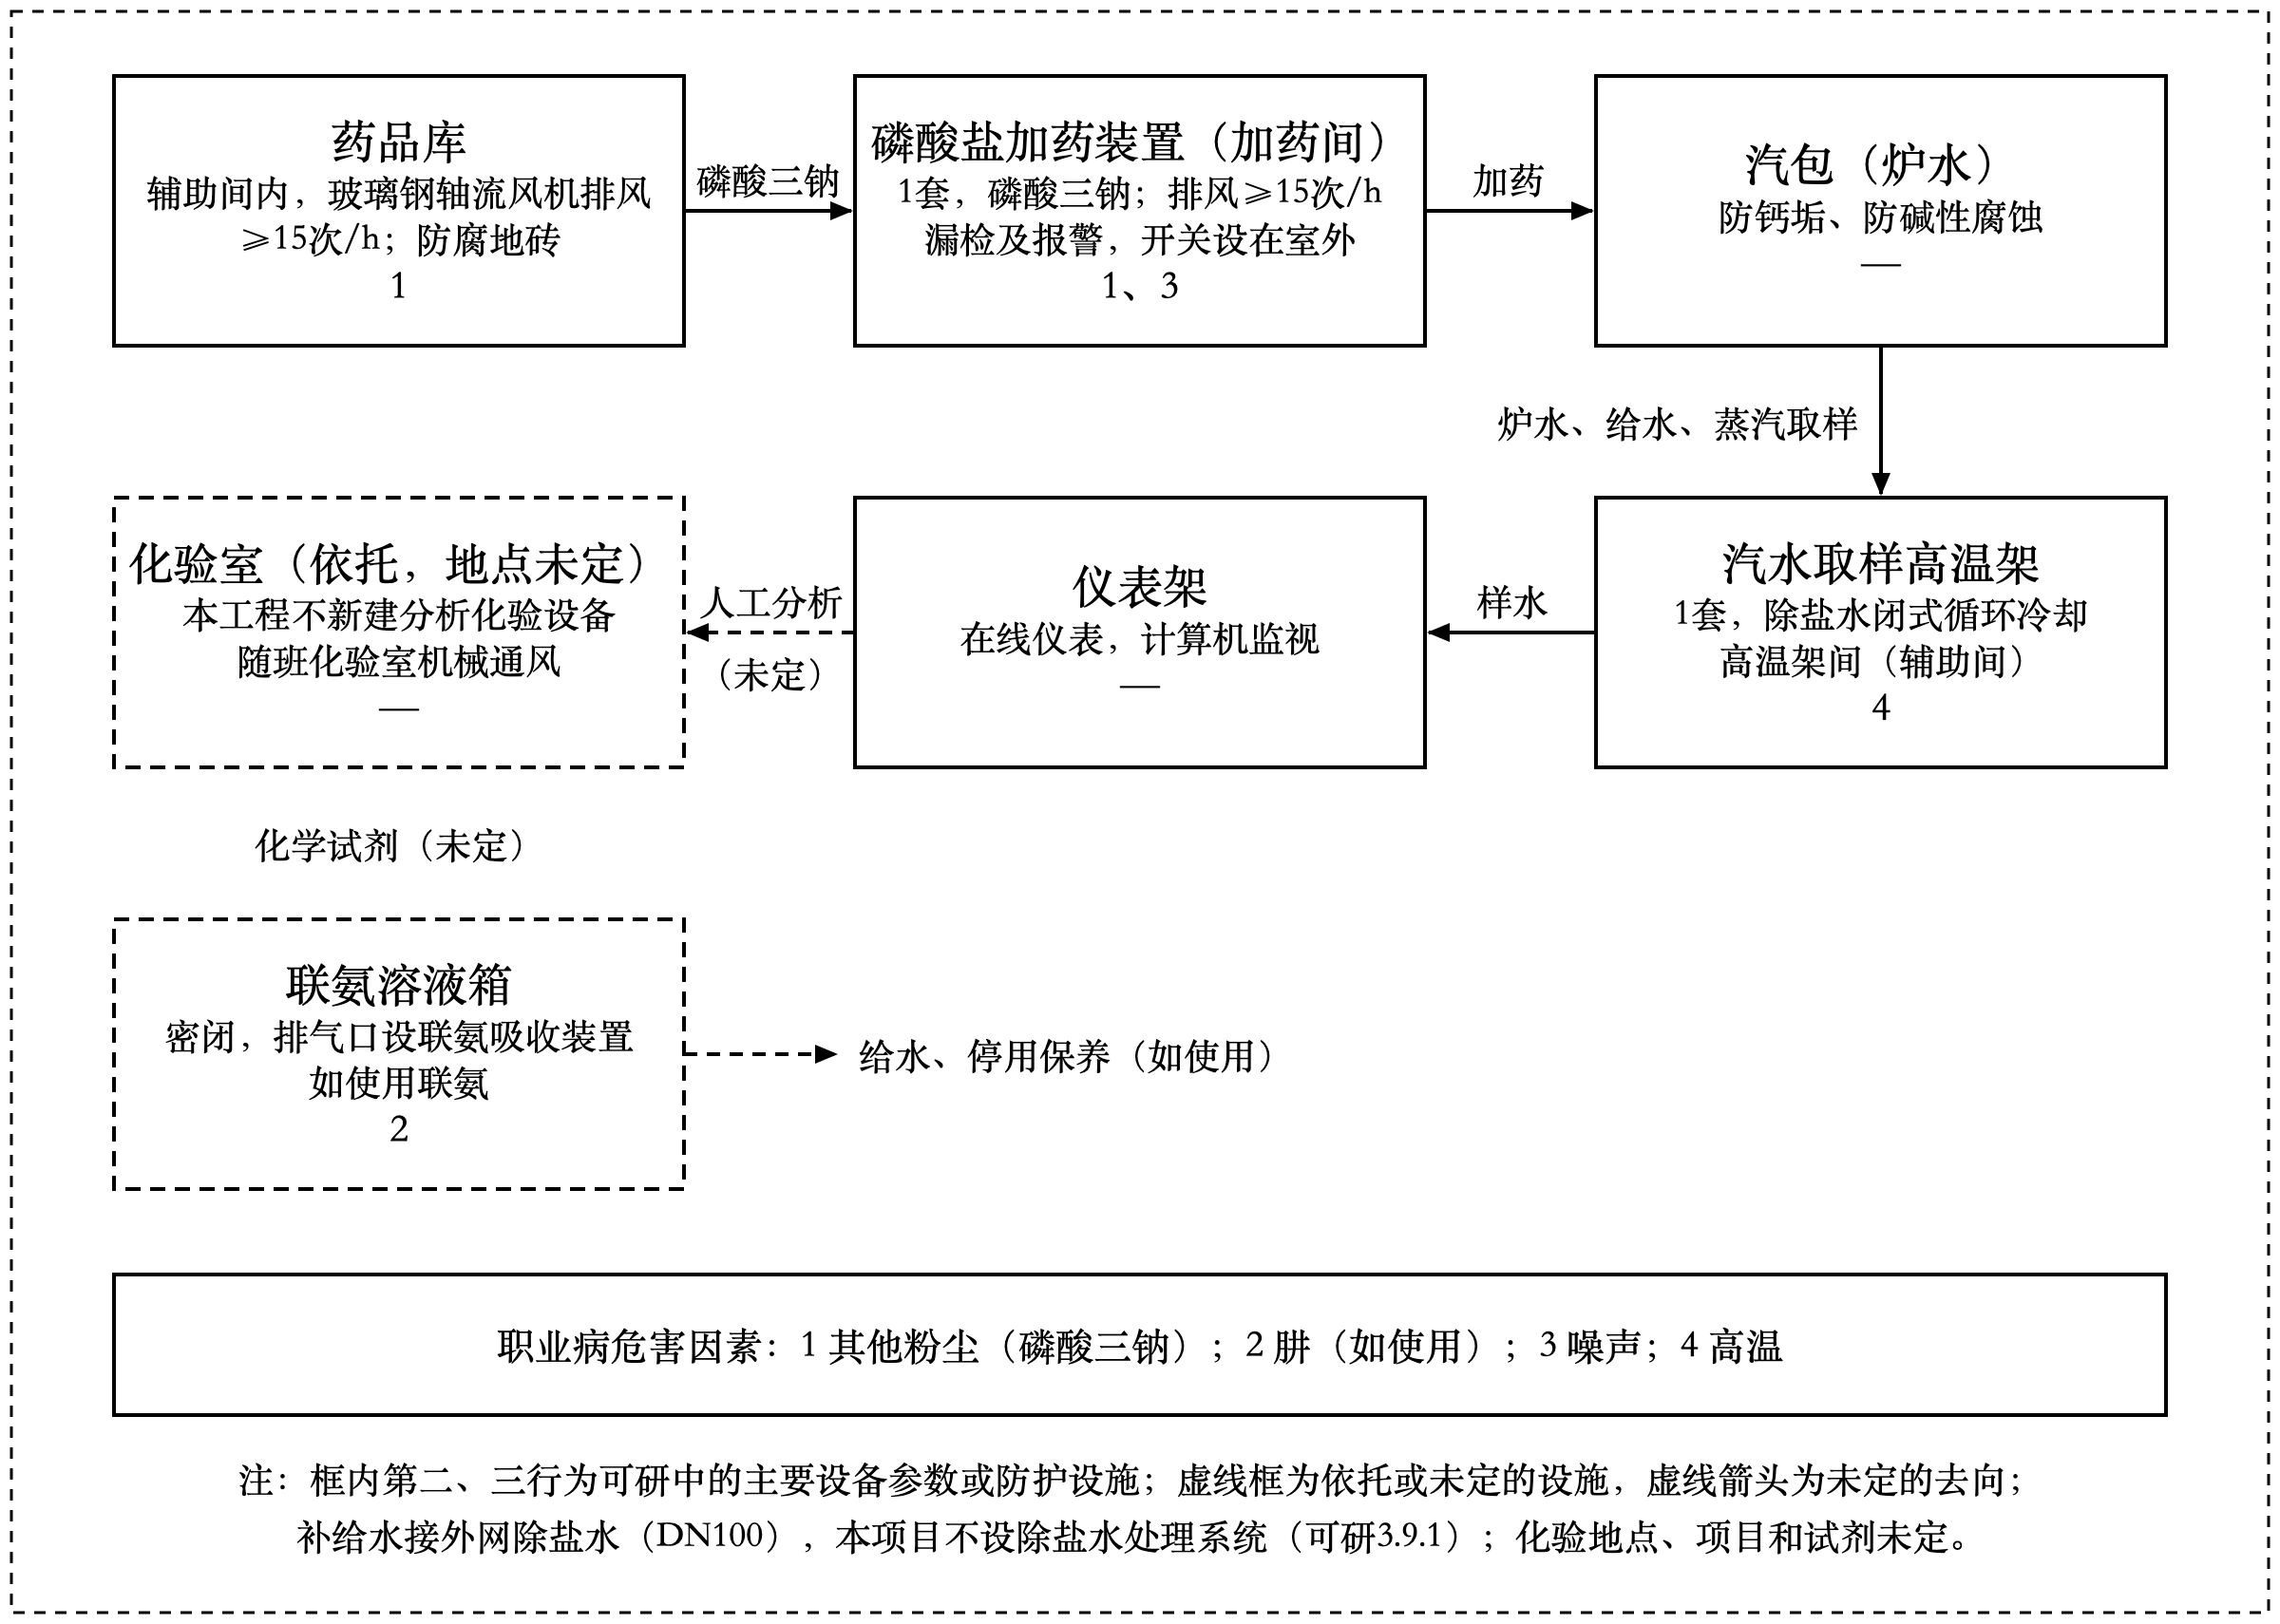 药品库
辅助间内，玻璃钢轴流风机排风
≥15次/h；防腐地砖
1
磷酸三钠
磷酸盐加药装置（加药间）
1套，磷酸三钠；排风≥15次/h
漏检及报警，开关设在室外
1、3
加药
汽包（炉水）
防钙垢、防碱性腐蚀
—
炉水、给水、蒸汽取样
化验室（依托，地点未定）
本工程不新建分析化验设备
随班化验室机械通风
—
人工分析
（未定）
仪表架
在线仪表，计算机监视
—
样水
汽水取样高温架
1套，除盐水闭式循环冷却
高温架间（辅助间）
4
化学试剂（未定）
联氨溶液箱
密闭，排气口设联氨吸收装置
如使用联氨
2
给水、停用保养（如使用）
职业病危害因素：1 其他粉尘（磷酸三钠）；2 肼（如使用）；3 噪声；4 高温
注：框内第二、三行为可研中的主要设备参数或防护设施；虚线框为依托或未定的设施，虚线箭头为未定的去向；
补给水接外网除盐水（DN100），本项目不设除盐水处理系统（可研3.9.1）；化验地点、项目和试剂未定。